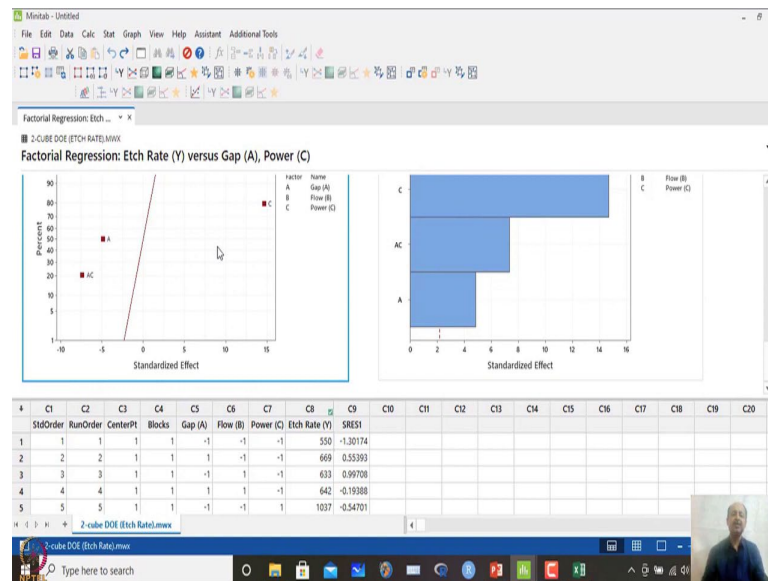 Minitab - Untitled
File Edit Data Calc Stat Graph View Help Assistant Additional Tools
Factorial Regression: Etch ...
2-CUBE DOE (ETCH RATE).MWX
Factorial Regression: Etch Rate (Y) versus Gap (A), Power (C)
Percent
90
80
70
60
50
40
30
20
10
5
1
C
A
AC
-10 -5 0 5 10 15
Standardized Effect
Factor Name
A Gap (A)
B Flow (B)
C Power (C)
C
AC
A
0 2 4 6 8 10 12 14 16
Standardized Effect
B Flow (B)
C Power (C)
C1 C2 C3 C4 C5 C6 C7 C8 C9 C10 C11 C12 C13 C14 C15 C16 C17 C18 C19 C20
StdOrder RunOrder CenterPt Blocks Gap (A) Flow (B) Power (C) Etch Rate (Y) SRES1
1 1 1 1 1 -1 -1 -1 550 -1.30174
2 2 2 1 1 1 -1 -1 669 0.55393
3 3 3 1 1 -1 1 -1 633 0.99708
4 4 4 1 1 1 1 -1 642 -0.19388
5 5 5 1 1 -1 -1 1 1037 -0.54701
2-cube DOE (Etch Rate).mwx
2-cube DOE (Etch Rate).mwx
Type here to search
NPTEL